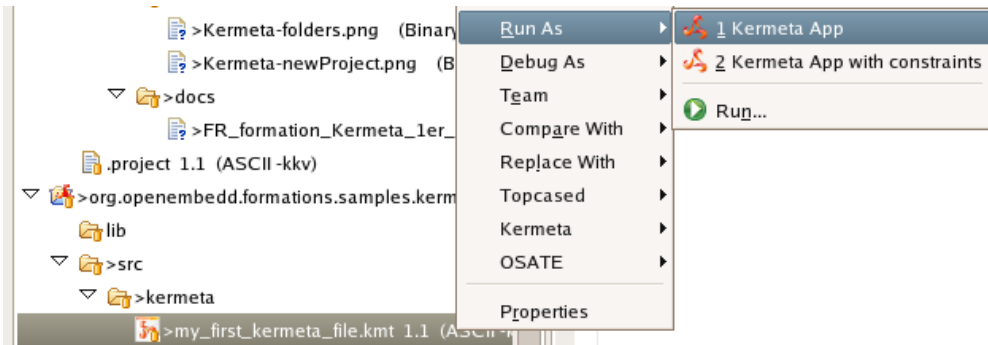 >Kermeta-folders.png (Binary
>Kermeta-newProject.png (B
>docs
>FR_formation_Kermeta_1er_
.project 1.1 (ASCII -kkv)
>org.openembedd.formations.samples.kerm
lib
>src
>kermeta
>my_first_kermeta_file.kmt 1.1 (ASCII -k
Run As
Debug As
Team
Compare With
Replace With
Topcased
Kermeta
OSATE
Properties
1 Kermeta App
2 Kermeta App with constraints
Run...